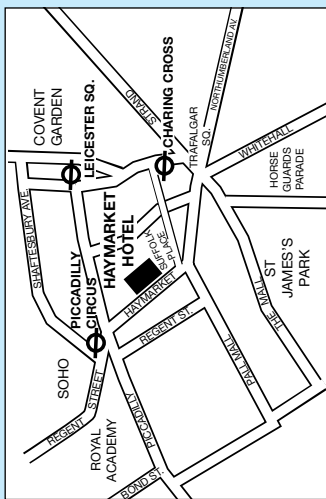 COVENT
GARDEN
LEICESTER SQ.
CHARING CROSS
STRAND
NORTHUMBERLAND AV.
TRAFALGAR
SQ.
WHITEHALL
HORSE
GUARDS
PARADE
SHAFTESBURY AVE.
PICCADILLY
CIRCUS
HAYMARKET
HOTEL
SUFFOLK
PLACE
HAYMARKET
REGENT ST.
PALL MALL
THE MALL
ST
JAMES'S
PARK
SOHO
REGENT
STREET
ROYAL
ACADEMY
PICCADILLY
BOND ST.